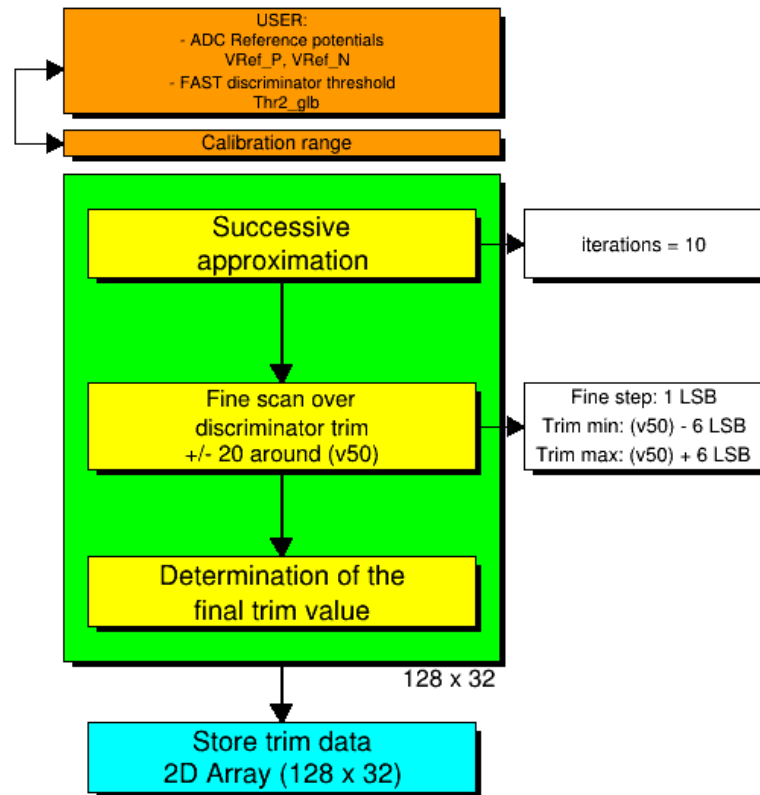 USER:
- ADC Reference potentials
VRef_P, VRef_N
- FAST discriminator threshold
Thr2_glb
Calibration range
Successive
approximation
iterations = 10
Fine scan over
discriminator trim
+/- 20 around (v50)
Fine step: 1 LSB
Trim min: (v50) - 6 LSB
Trim max: (v50) + 6 LSB
Determination of the
final trim value
128 x 32
Store trim data
2D Array (128 x 32)